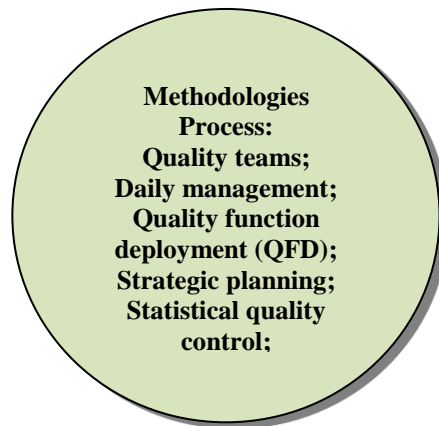 Methodologies
Process:
Quality teams;
Daily management;
Quality function
deployment (QFD);
Strategic planning;
Statistical quality
control;